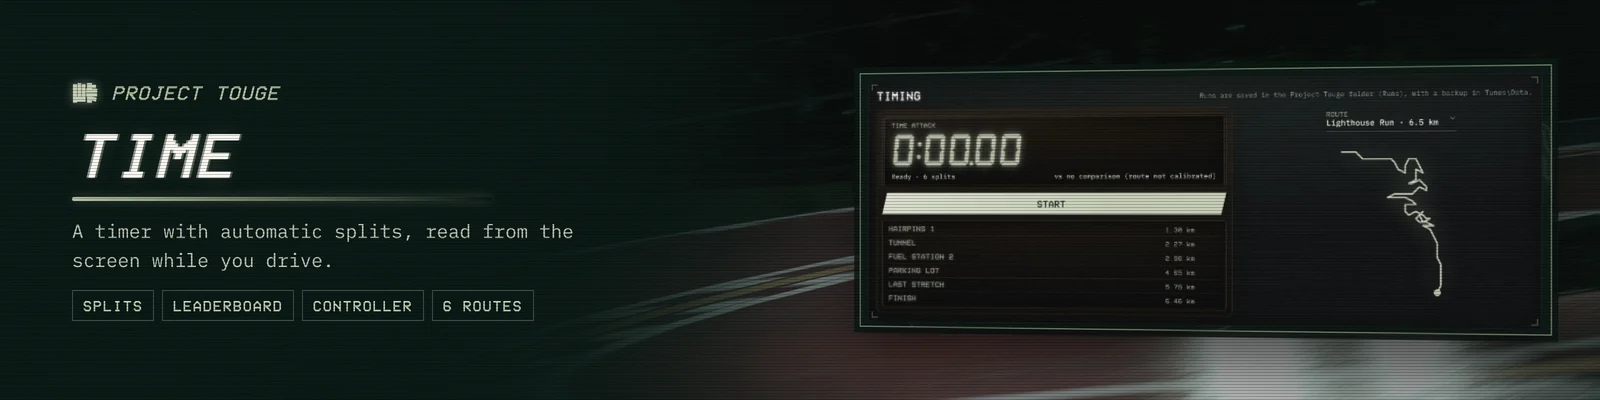 PROJECT TOUGE
TIME
A timer with automatic splits, read from the
screen while you drive.
SPLITS
LEADERBOARD
CONTROLLER
6 ROUTES
TIMING
Runs are saved in the Project Touge folder (Runs), with a backup in Tunes\Data.
TIME ATTACK
0:00.00
Ready · 6 splits
vs no comparison (route not calibrated)
START
HAIRPING 1
1.30 km
TUNNEL
2.27 km
FUEL STATION 2
2.96 km
PARKING LOT
4.65 km
LAST STRETCH
5.79 km
FINISH
6.46 km
ROUTE
Lighthouse Run · 6.5 km